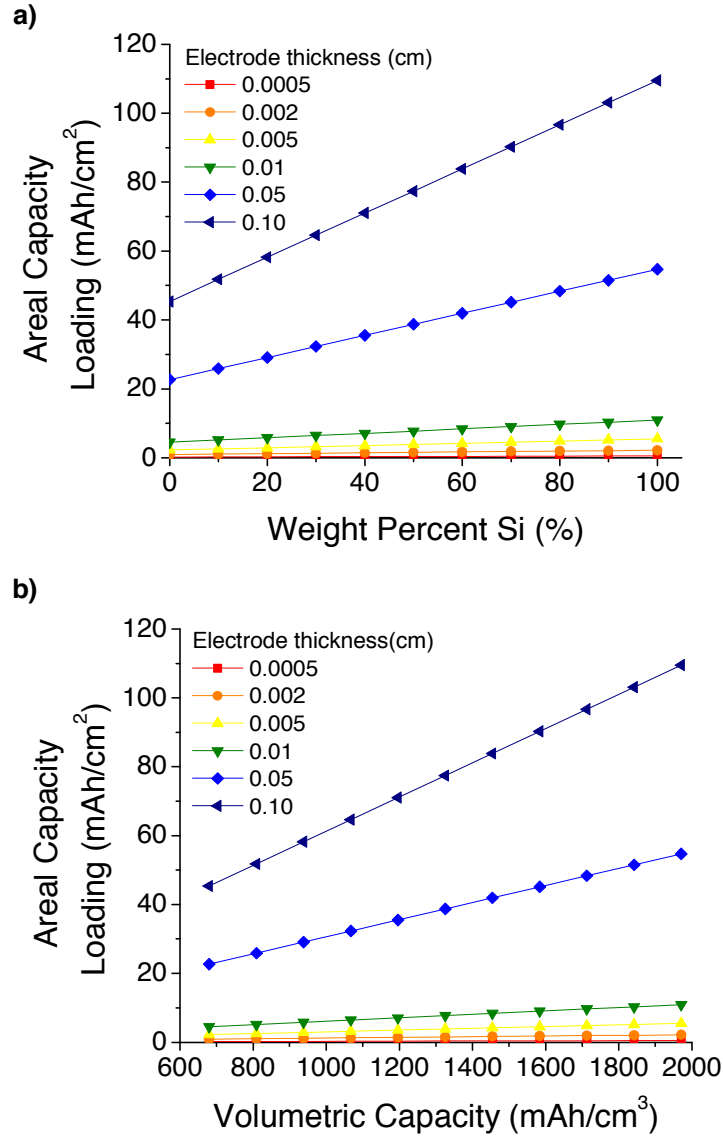 a)
120
100
80
60
40
20
0
Areal Capacity
Loading (mAh/cm²)
Electrode thickness (cm)
0.0005
0.002
0.005
0.01
0.05
0.10
0 20 40 60 80 100
Weight Percent Si (%)
b)
120
100
80
60
40
20
0
Areal Capacity
Loading (mAh/cm²)
Electrode thickness(cm)
0.0005
0.002
0.005
0.01
0.05
0.10
600 800 1000 1200 1400 1600 1800 2000
Volumetric Capacity (mAh/cm³)